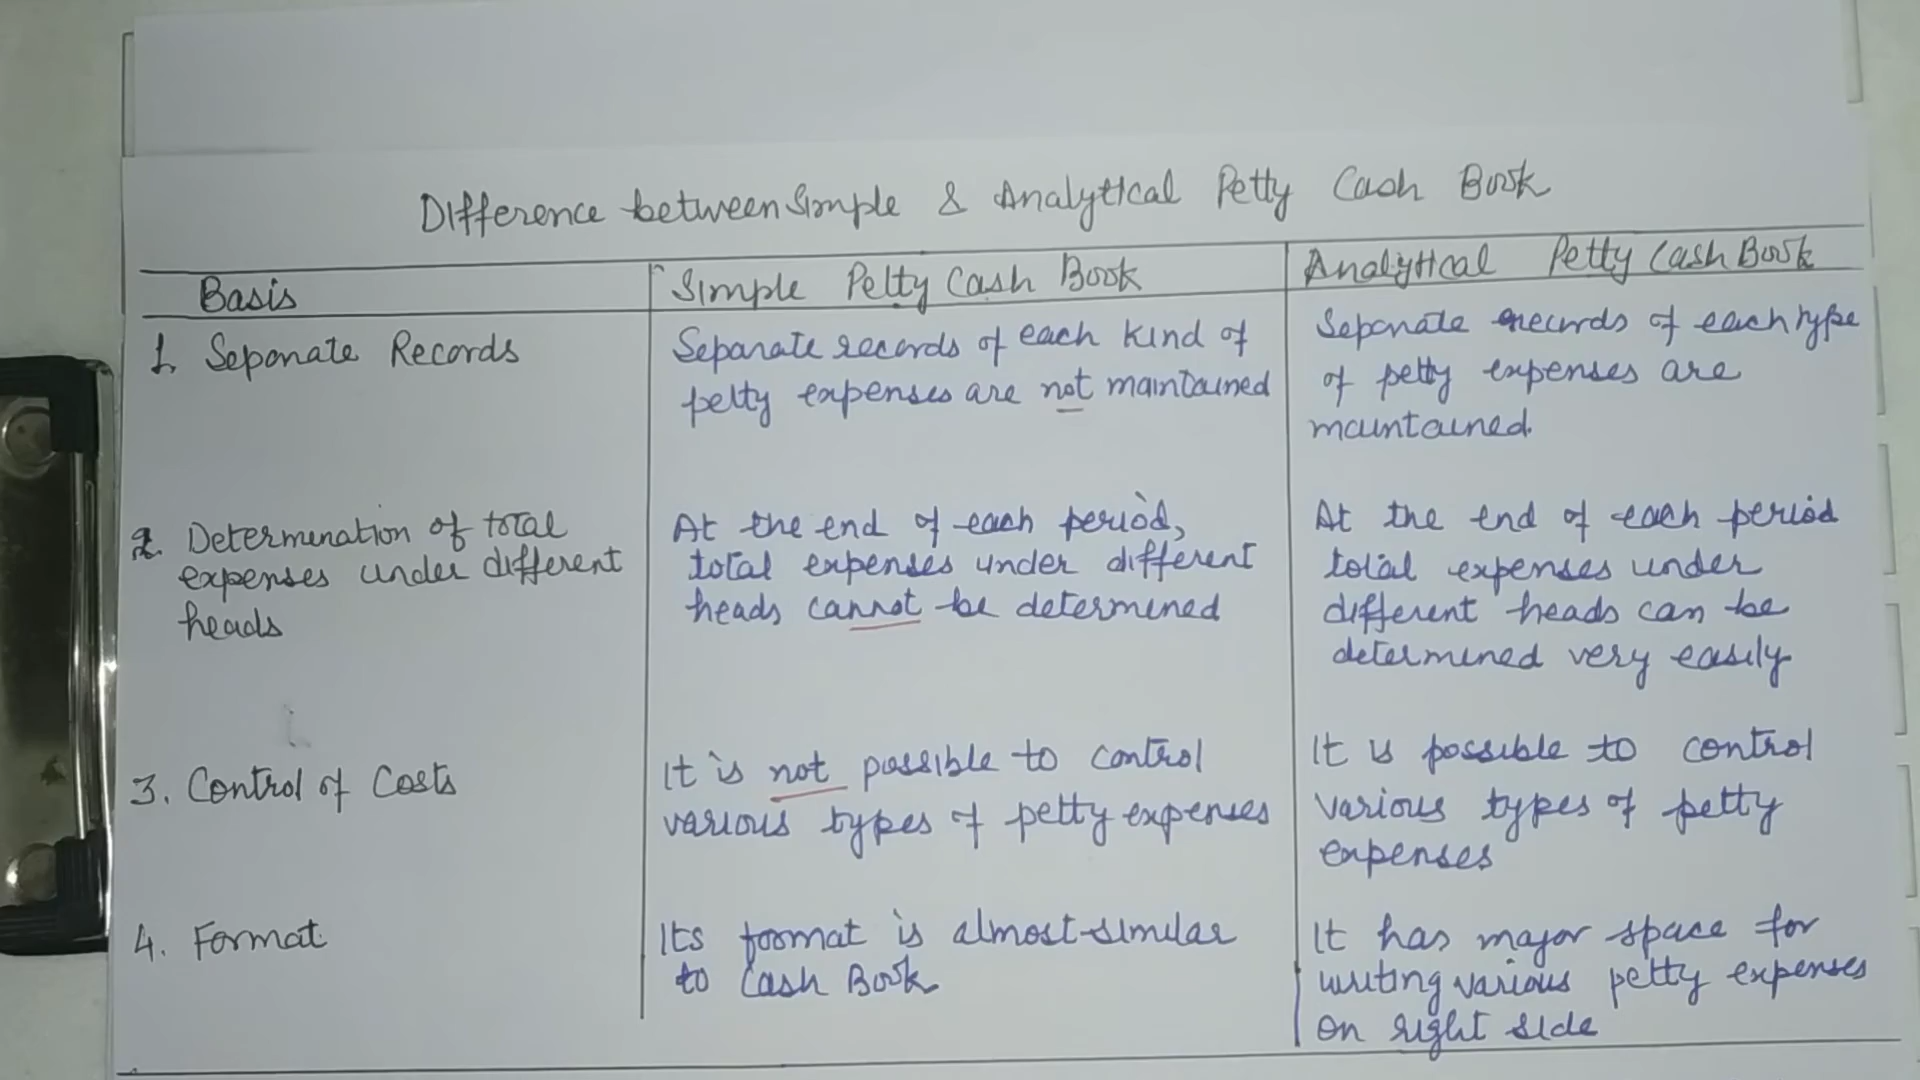 Difference between Simple & Analytical Petty Cash Book
Basis
Simple Petty Cash Book
Analytical Petty Cash Book
1. Separate Records
Separate records of each kind of
petty expenses are not maintained
Separate records of each type
of petty expenses are
maintained.
2. Determination of total
expenses under different
heads
At the end of each period,
total expenses under different
heads cannot be determined
At the end of each period
total expenses under
different heads can be
determined very easily
3. Control of Costs
It is not possible to control
various types of petty expenses
It is possible to control
various types of petty
expenses
4. Format
Its format is almost similar
to Cash Book
It has major space for
writing various petty expenses
on right side